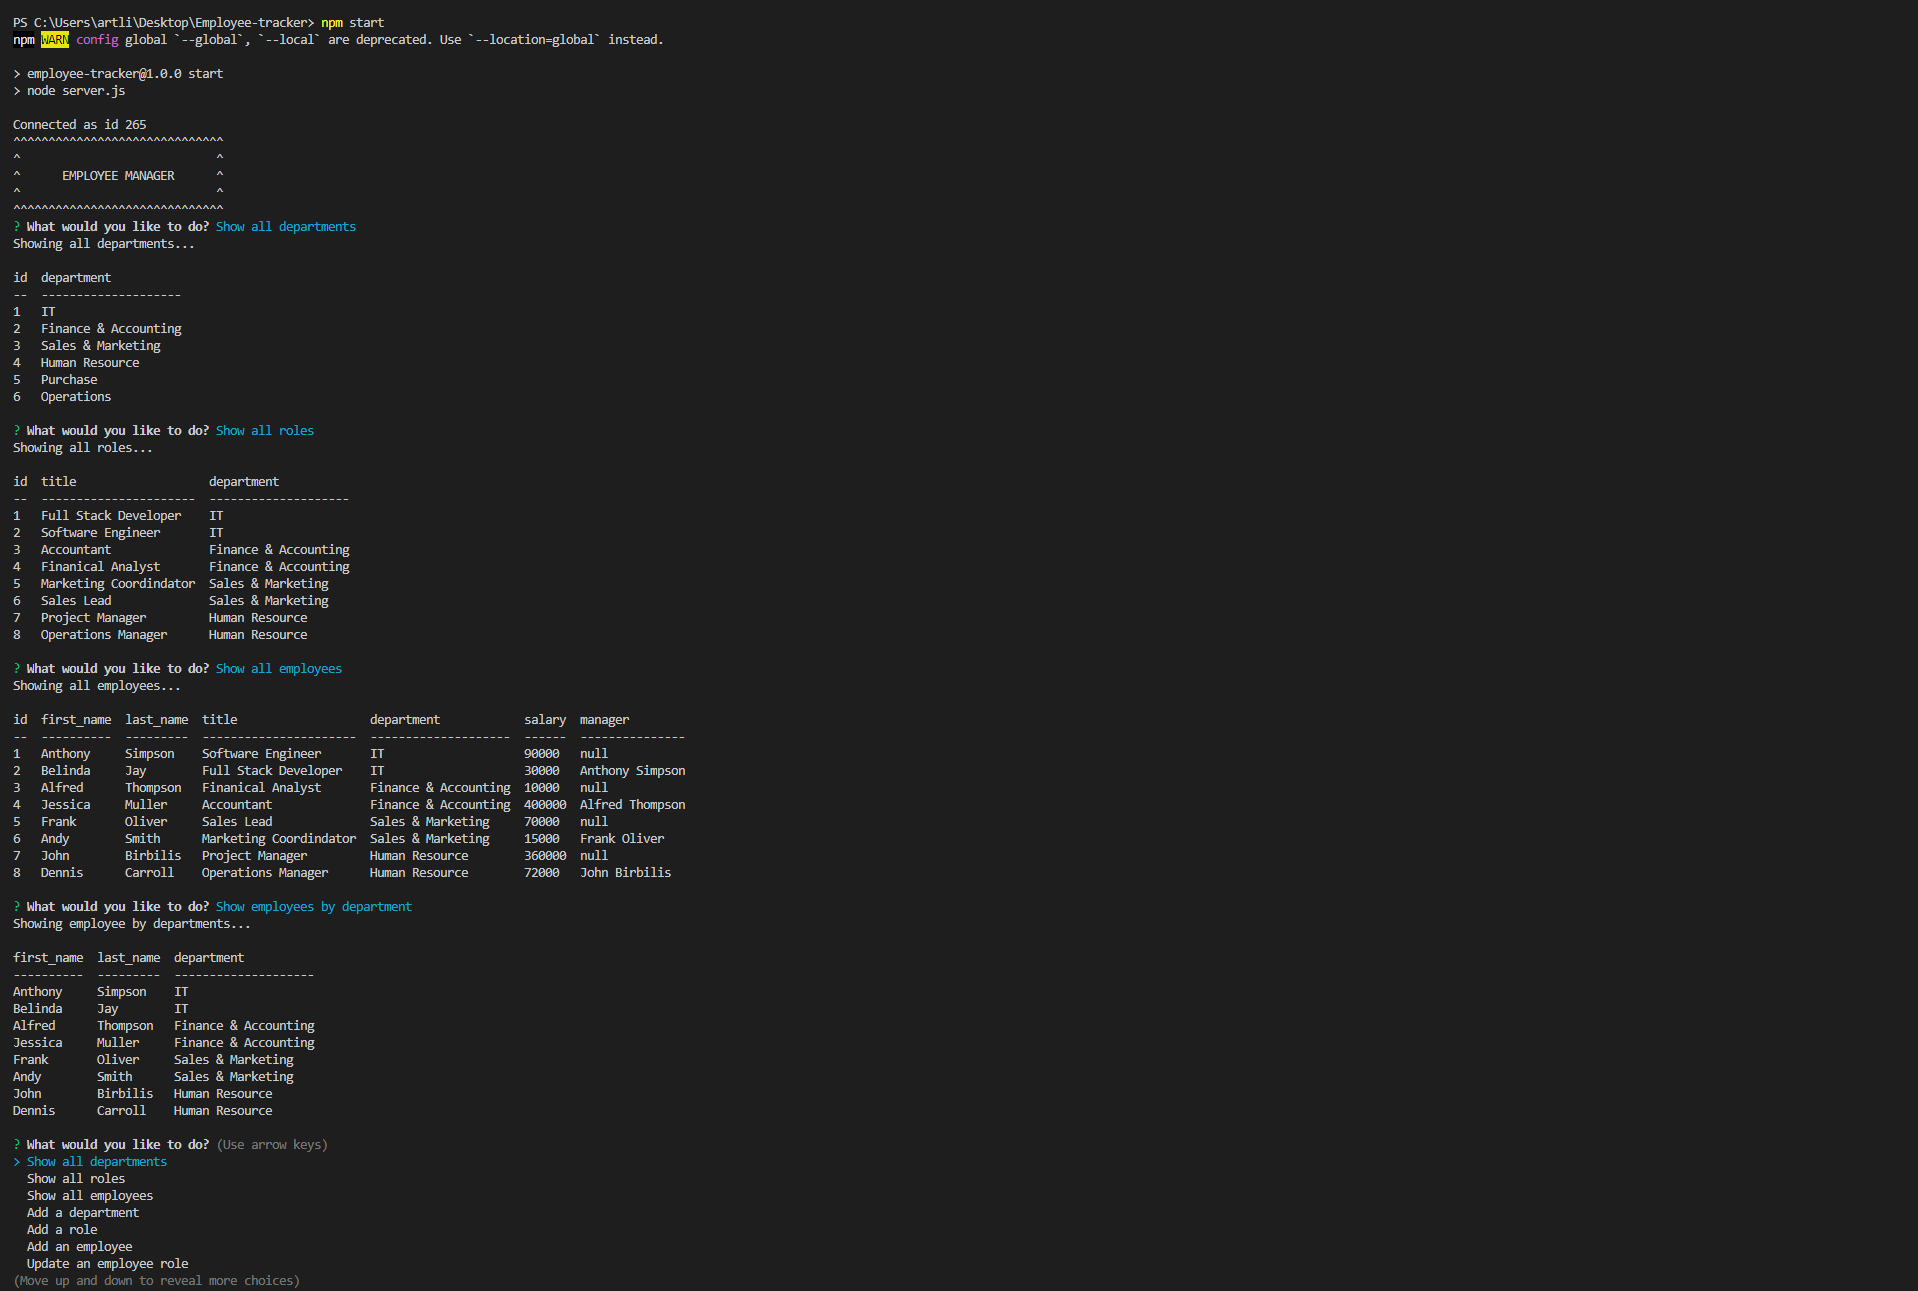 PS C:\Users\artli\Desktop\Employee-tracker> npm start
npm WARN config global `--global`, `--local` are deprecated. Use `--location=global` instead.

> employee-tracker@1.0.0 start
> node server.js

Connected as id 265
^^^^^^^^^^^^^^^^^^^^^^^^^^^^^^
^                            ^
^      EMPLOYEE MANAGER      ^
^                            ^
^^^^^^^^^^^^^^^^^^^^^^^^^^^^^^
? What would you like to do? Show all departments
Showing all departments...

id  department
--  --------------------
1   IT
2   Finance & Accounting
3   Sales & Marketing
4   Human Resource
5   Purchase
6   Operations

? What would you like to do? Show all roles
Showing all roles...

id  title                   department
--  ----------------------  --------------------
1   Full Stack Developer    IT
2   Software Engineer       IT
3   Accountant              Finance & Accounting
4   Finanical Analyst       Finance & Accounting
5   Marketing Coordindator  Sales & Marketing
6   Sales Lead              Sales & Marketing
7   Project Manager         Human Resource
8   Operations Manager      Human Resource

? What would you like to do? Show all employees
Showing all employees...

id  first_name  last_name  title                   department            salary  manager
--  ----------  ---------  ----------------------  --------------------  ------  ---------------
1   Anthony     Simpson    Software Engineer       IT                    90000   null
2   Belinda     Jay        Full Stack Developer    IT                    30000   Anthony Simpson
3   Alfred      Thompson   Finanical Analyst       Finance & Accounting  10000   null
4   Jessica     Muller     Accountant              Finance & Accounting  400000  Alfred Thompson
5   Frank       Oliver     Sales Lead              Sales & Marketing     70000   null
6   Andy        Smith      Marketing Coordindator  Sales & Marketing     15000   Frank Oliver
7   John        Birbilis   Project Manager         Human Resource        360000  null
8   Dennis      Carroll    Operations Manager      Human Resource        72000   John Birbilis

? What would you like to do? Show employees by department
Showing employee by departments...

first_name  last_name  department
----------  ---------  --------------------
Anthony     Simpson    IT
Belinda     Jay        IT
Alfred      Thompson   Finance & Accounting
Jessica     Muller     Finance & Accounting
Frank       Oliver     Sales & Marketing
Andy        Smith      Sales & Marketing
John        Birbilis   Human Resource
Dennis      Carroll    Human Resource

? What would you like to do? (Use arrow keys)
> Show all departments
  Show all roles
  Show all employees
  Add a department
  Add a role
  Add an employee
  Update an employee role
(Move up and down to reveal more choices)